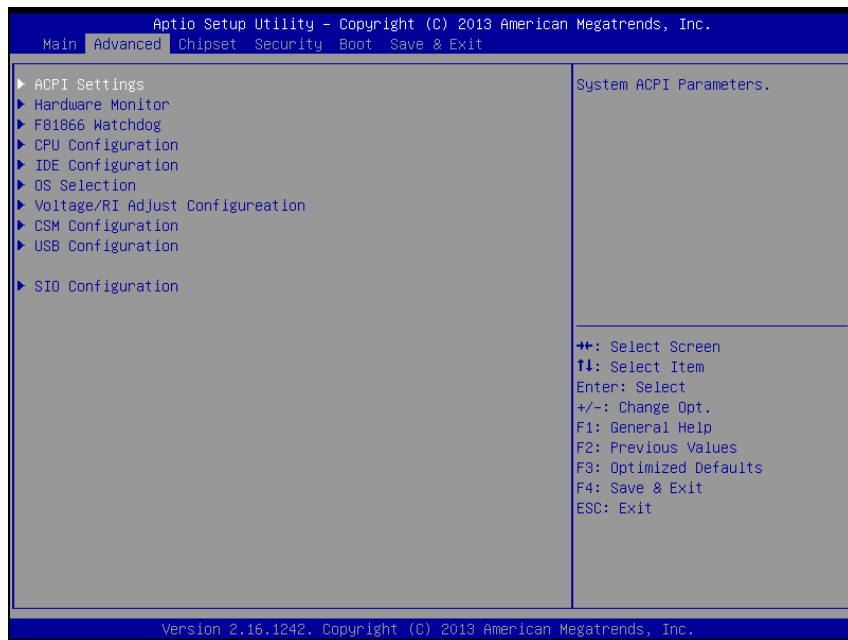 Aptio Setup Utility – Copyright (C) 2013 American Megatrends, Inc.
Main Advanced Chipset Security Boot Save & Exit
ACPI Settings
Hardware Monitor
F81866 Watchdog
CPU Configuration
IDE Configuration
OS Selection
Voltage/RI Adjust Configureation
CSM Configuration
USB Configuration
SIO Configuration
System ACPI Parameters.
→←: Select Screen
↑↓: Select Item
Enter: Select
+/-: Change Opt.
F1: General Help
F2: Previous Values
F3: Optimized Defaults
F4: Save & Exit
ESC: Exit
Version 2.16.1242. Copyright (C) 2013 American Megatrends, Inc.